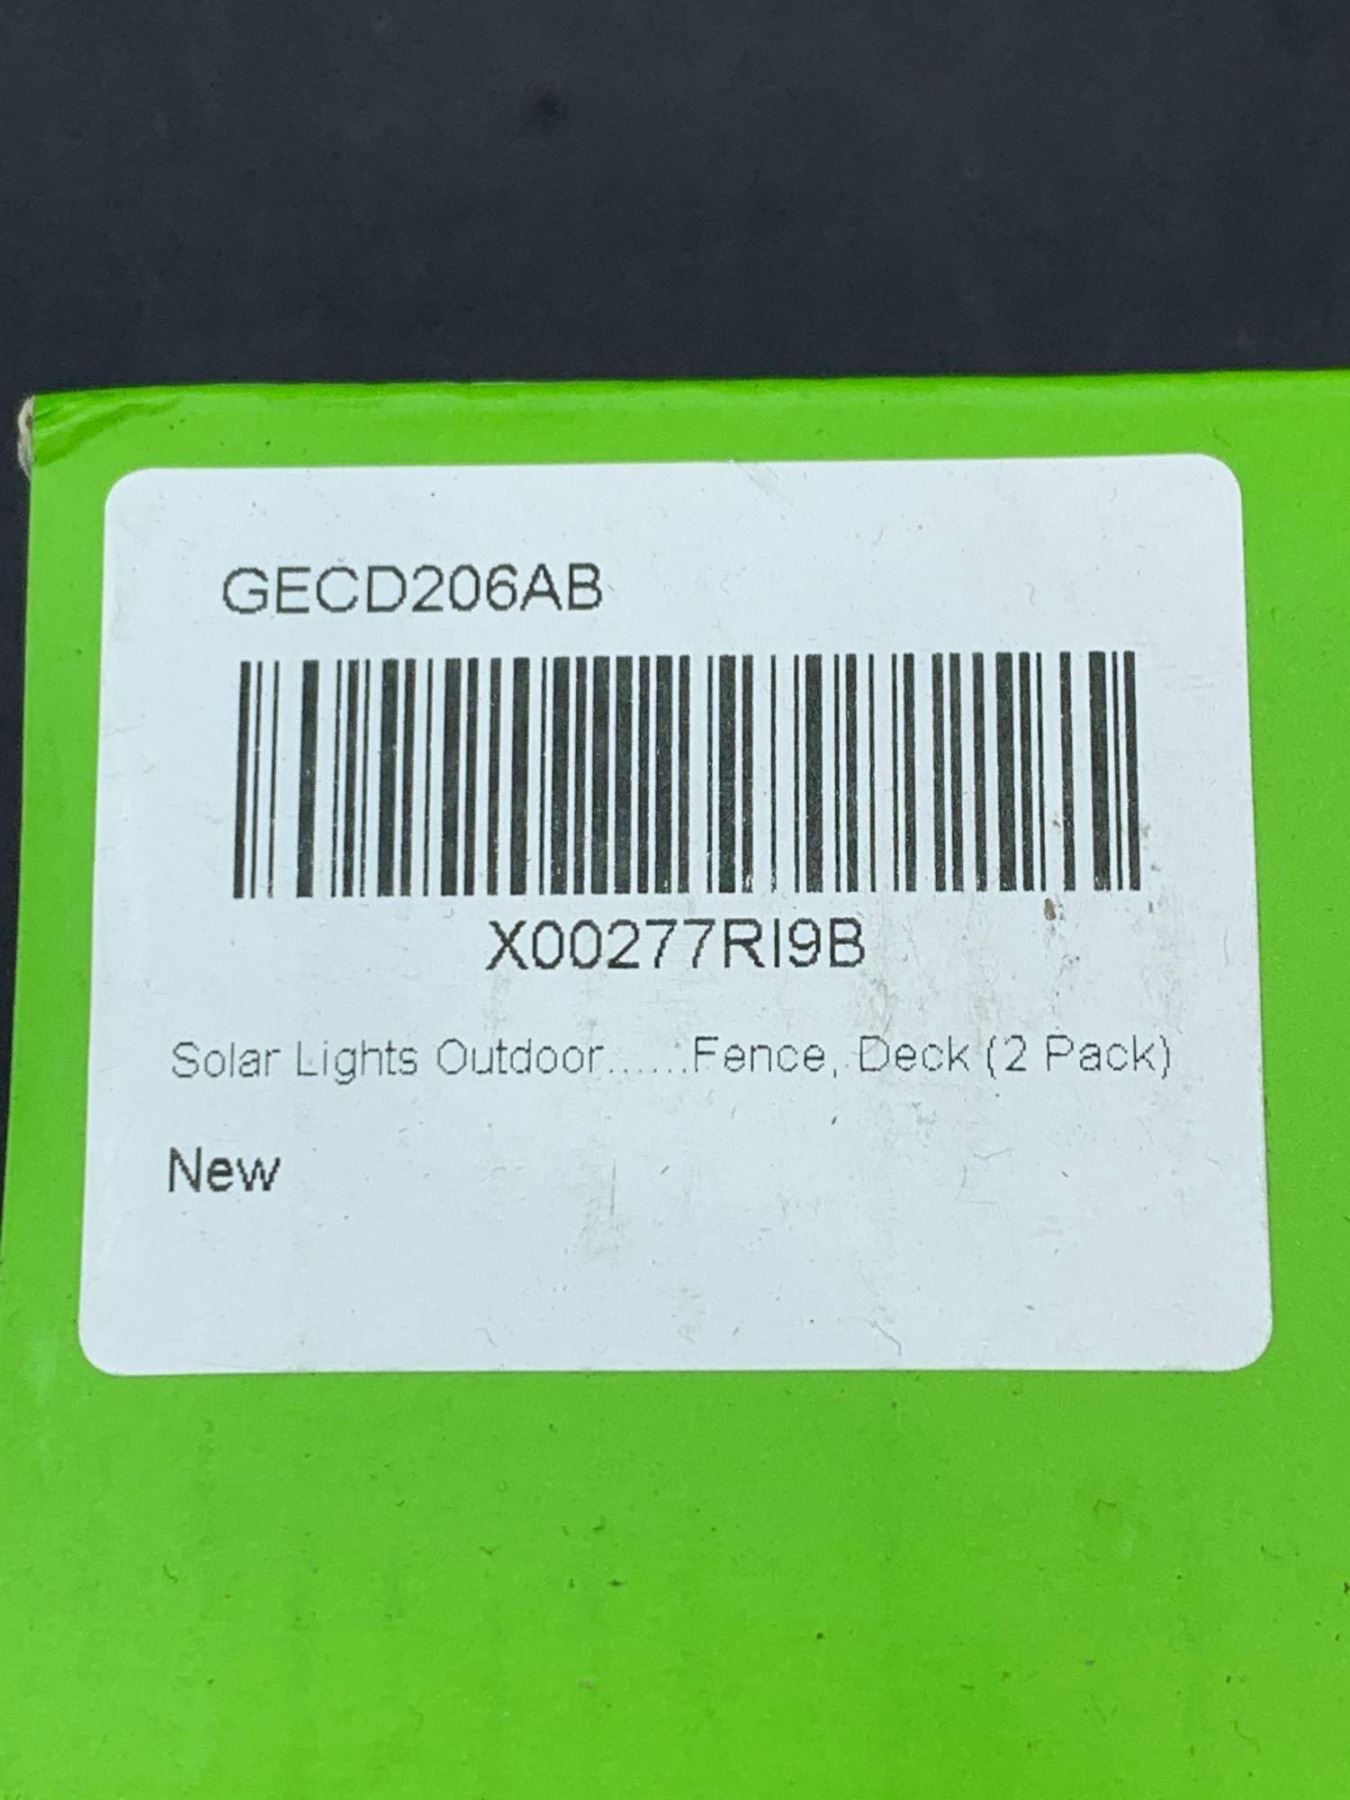 GECD206AB
X00277RI9B
Solar Lights Outdoor......Fence, Deck (2 Pack)
New